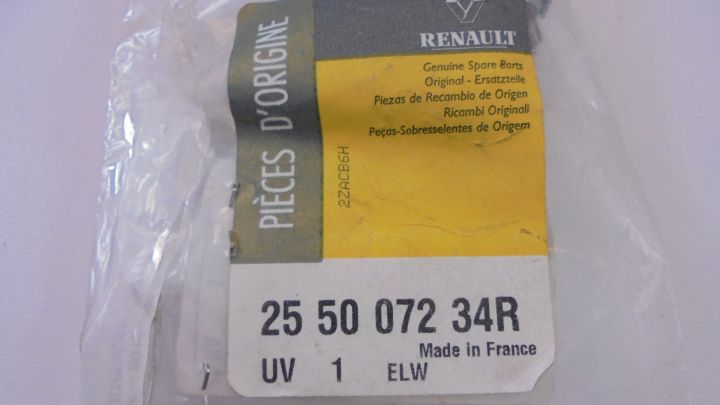 RENAULT
Genuine Spare Parts
Original - Ersatzteile
Piezas de Recambio de Origen
Ricambi Originali
Peças-Sobresselentes de Origem
PIÈCES D'ORIGINE
2ZACB6H
25 50 072 34R
Made in France
UV 1 ELW